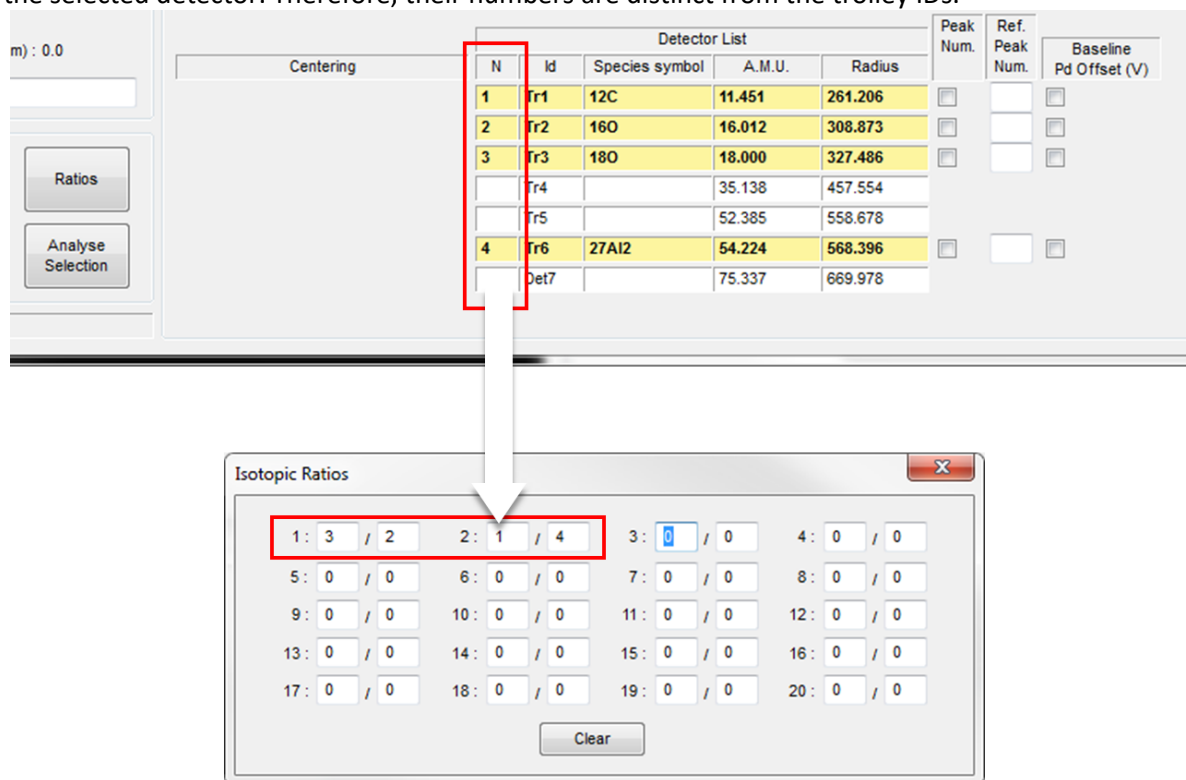 the selected detector. Therefore, their numbers are distinct from the trolley IDs.
m) : 0.0
Ratios
Analyse
Selection
Centering
Detector List
N Id Species symbol A.M.U. Radius
Peak
Num.
Ref.
Peak
Num.
Baseline
Pd Offset (V)
1 Tr1 12C 11.451 261.206
2 Tr2 16O 16.012 308.873
3 Tr3 18O 18.000 327.486
Tr4 35.138 457.554
Tr5 52.385 558.678
4 Tr6 27Al2 54.224 568.396
Det7 75.337 669.978
Isotopic Ratios
1 : 3 / 2 2 : 1 / 4 3 : 0 / 0 4 : 0 / 0
5 : 0 / 0 6 : 0 / 0 7 : 0 / 0 8 : 0 / 0
9 : 0 / 0 10 : 0 / 0 11 : 0 / 0 12 : 0 / 0
13 : 0 / 0 14 : 0 / 0 15 : 0 / 0 16 : 0 / 0
17 : 0 / 0 18 : 0 / 0 19 : 0 / 0 20 : 0 / 0
Clear